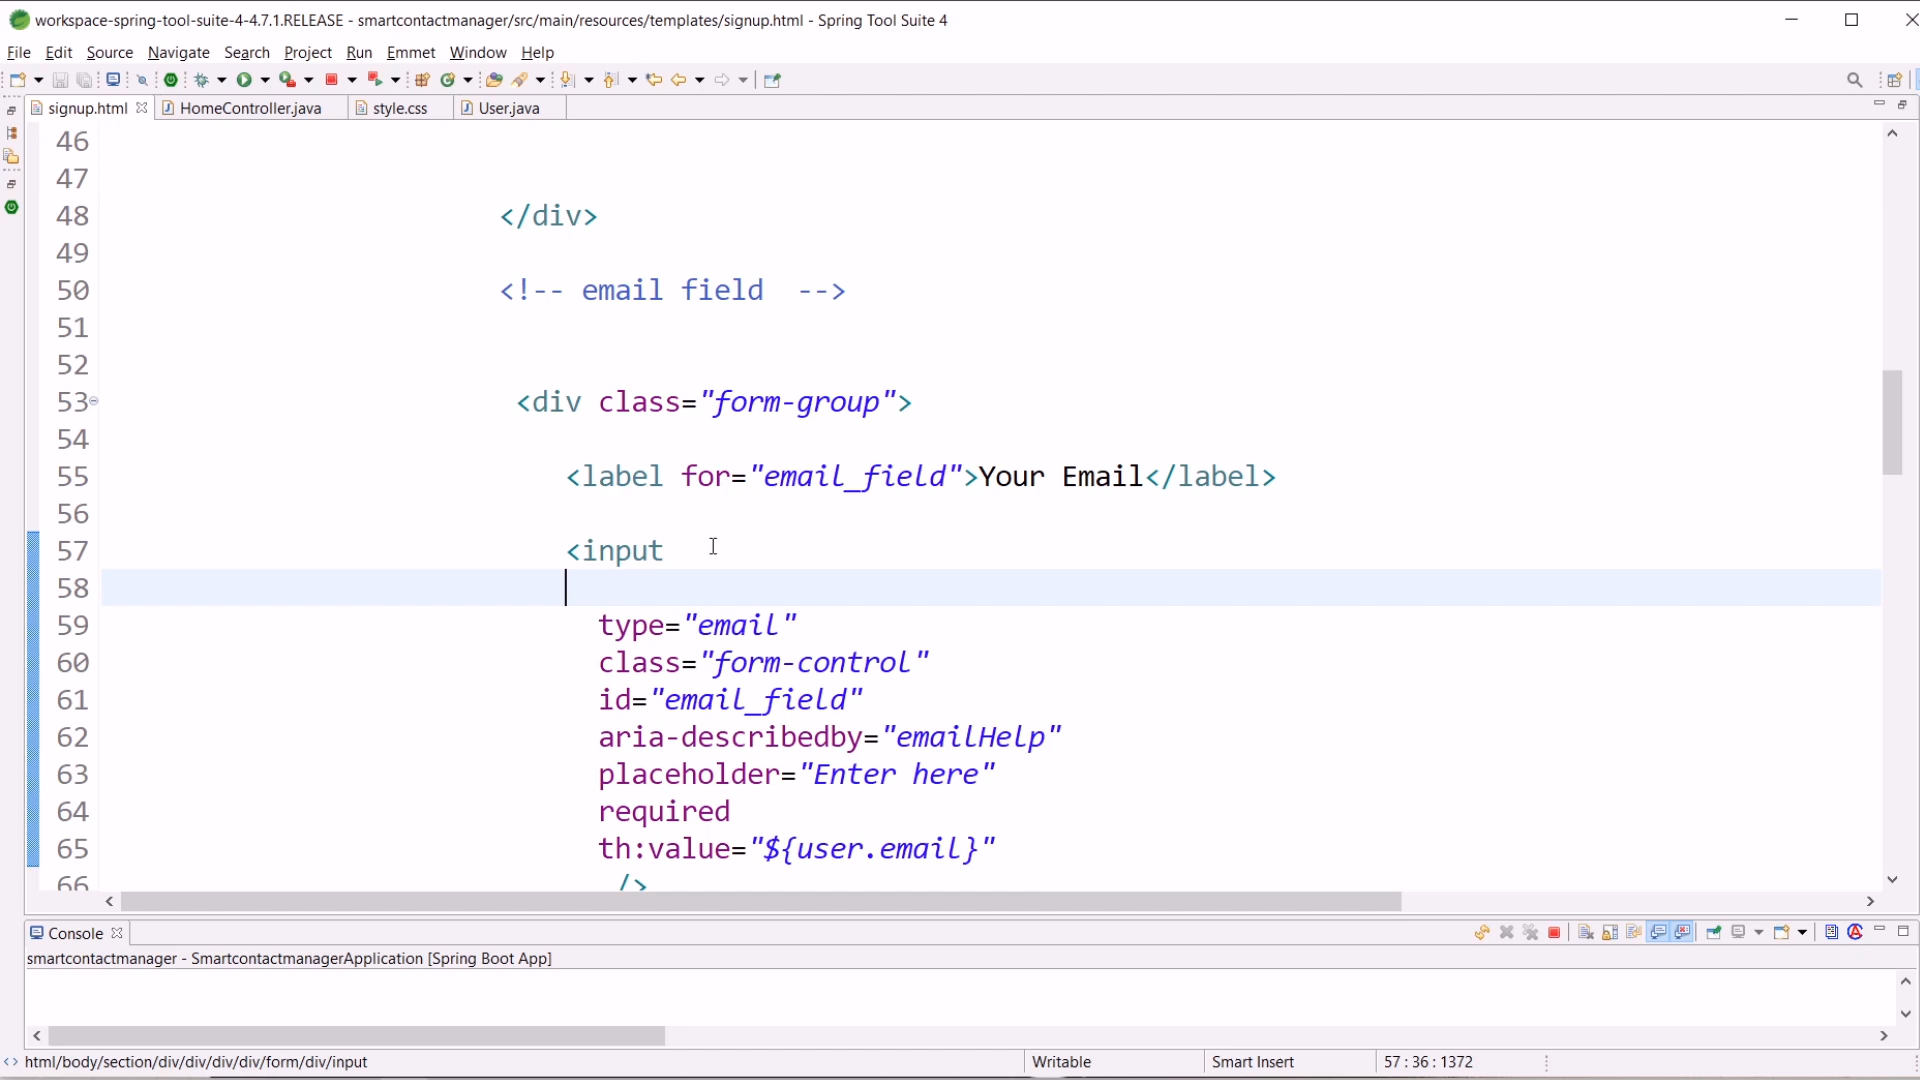 workspace-spring-tool-suite-4-4.7.1.RELEASE - smartcontactmanager/src/main/resources/templates/signup.html - Spring Tool Suite 4
File Edit Source Navigate Search Project Run Emmet Window Help
signup.html HomeController.java style.css User.java
46
47
48 </div>
49
50 <!-- email field  -->
51
52
53 <div class="form-group">
54
55 <label for="email_field">Your Email</label>
56
57 <input
58
59 type="email"
60 class="form-control"
61 id="email_field"
62 aria-describedby="emailHelp"
63 placeholder="Enter here"
64 required
65 th:value="${user.email}"
66 />
Console
smartcontactmanager - SmartcontactmanagerApplication [Spring Boot App]
html/body/section/div/div/div/div/form/div/input Writable Smart Insert 57 : 36 : 1372